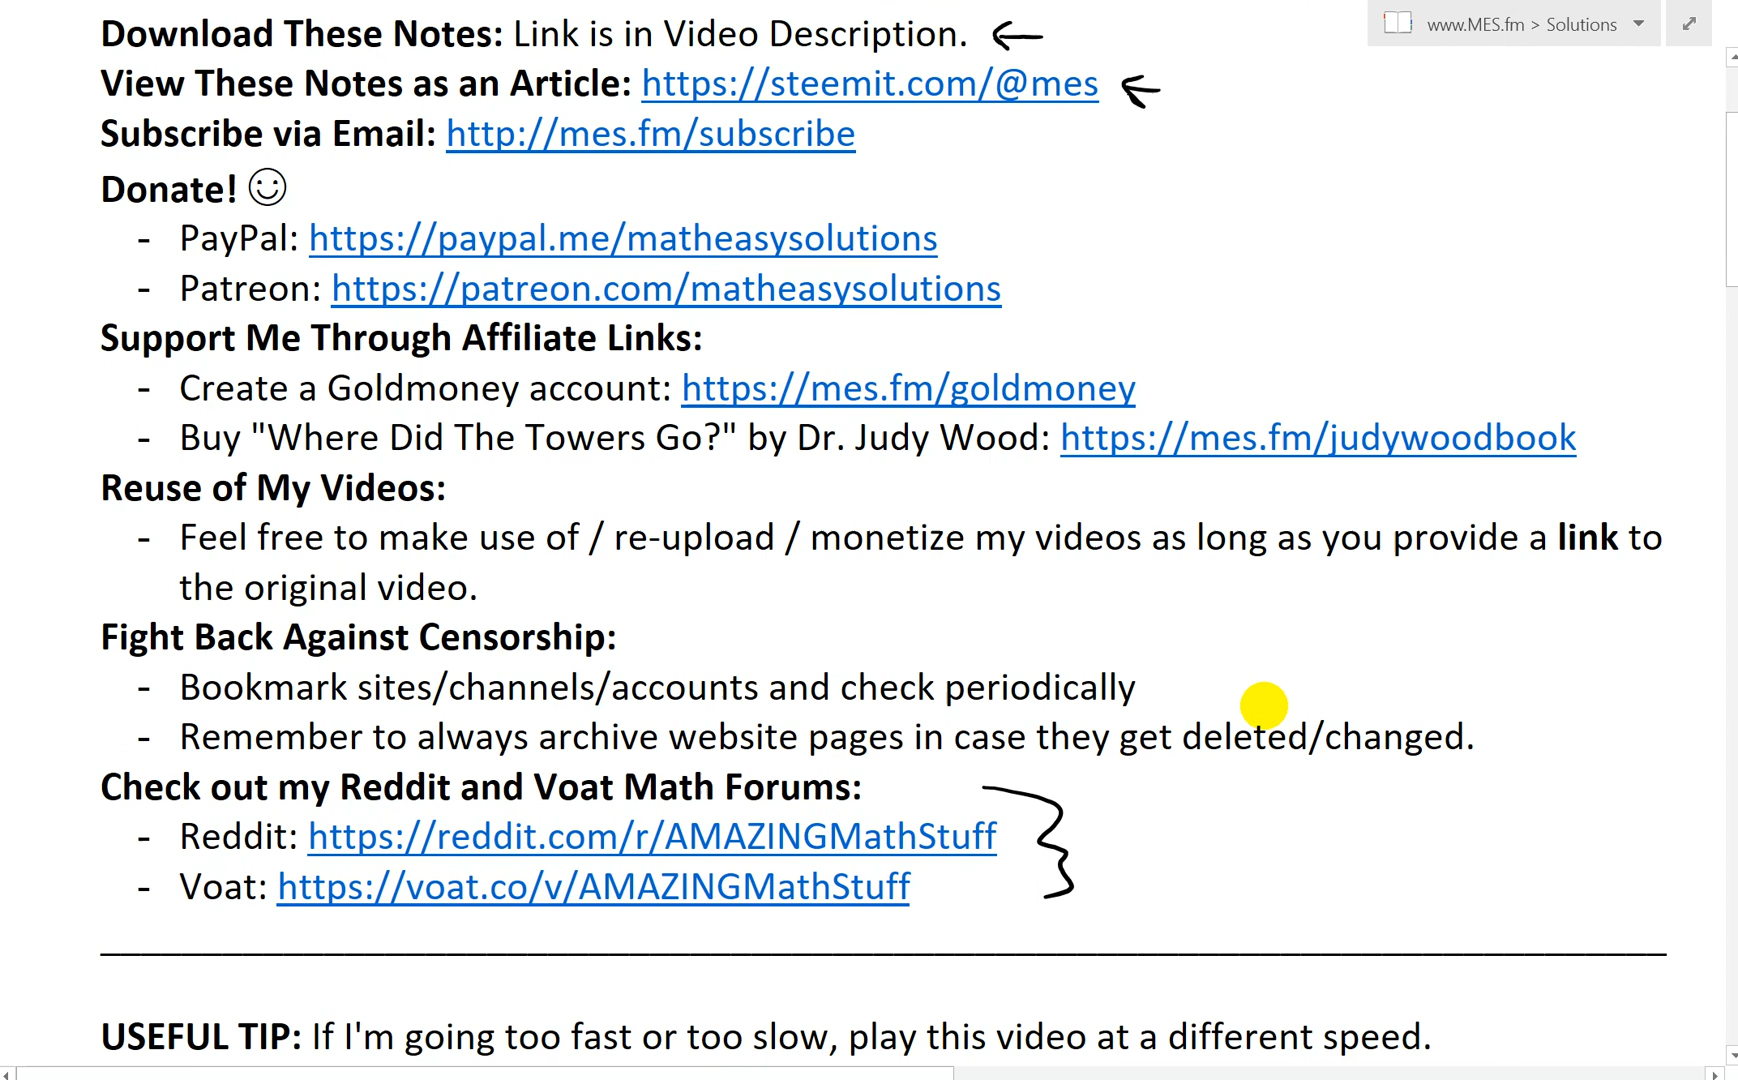 www.MES.fm > Solutions
Download These Notes: Link is in Video Description.
View These Notes as an Article: https://steemit.com/@mes
Subscribe via Email: http://mes.fm/subscribe
Donate!
- PayPal: https://paypal.me/matheasysolutions
- Patreon: https://patreon.com/matheasysolutions
Support Me Through Affiliate Links:
- Create a Goldmoney account: https://mes.fm/goldmoney
- Buy "Where Did The Towers Go?" by Dr. Judy Wood: https://mes.fm/judywoodbook
Reuse of My Videos:
- Feel free to make use of / re-upload / monetize my videos as long as you provide a link to
the original video.
Fight Back Against Censorship:
- Bookmark sites/channels/accounts and check periodically
- Remember to always archive website pages in case they get deleted/changed.
Check out my Reddit and Voat Math Forums:
- Reddit: https://reddit.com/r/AMAZINGMathStuff
- Voat: https://voat.co/v/AMAZINGMathStuff
USEFUL TIP: If I'm going too fast or too slow, play this video at a different speed.